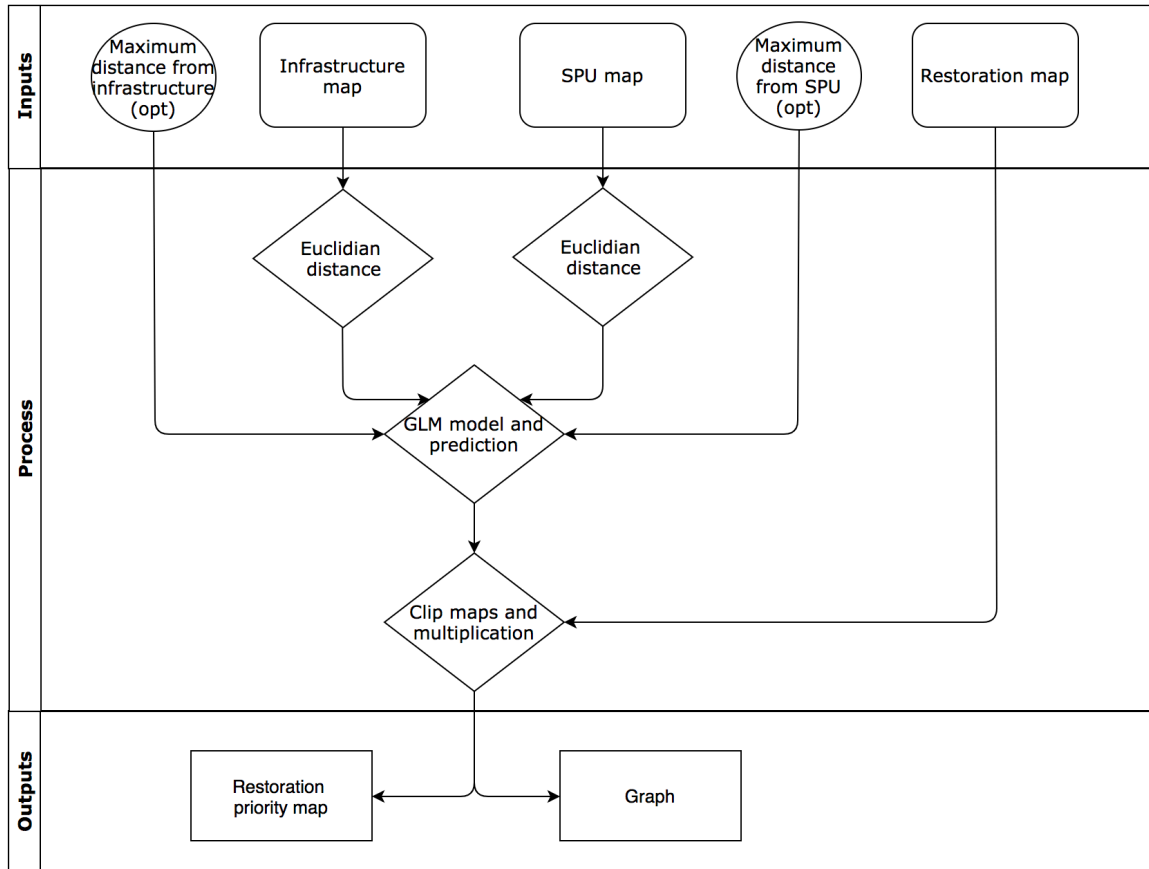 Inputs
Maximum
distance from
infrastructure
(opt)
Infrastructure
map
SPU map
Maximum
distance
from SPU
(opt)
Restoration map
Process
Euclidian
distance
Euclidian
distance
GLM model and
prediction
Clip maps and
multiplication
Outputs
Restoration
priority map
Graph